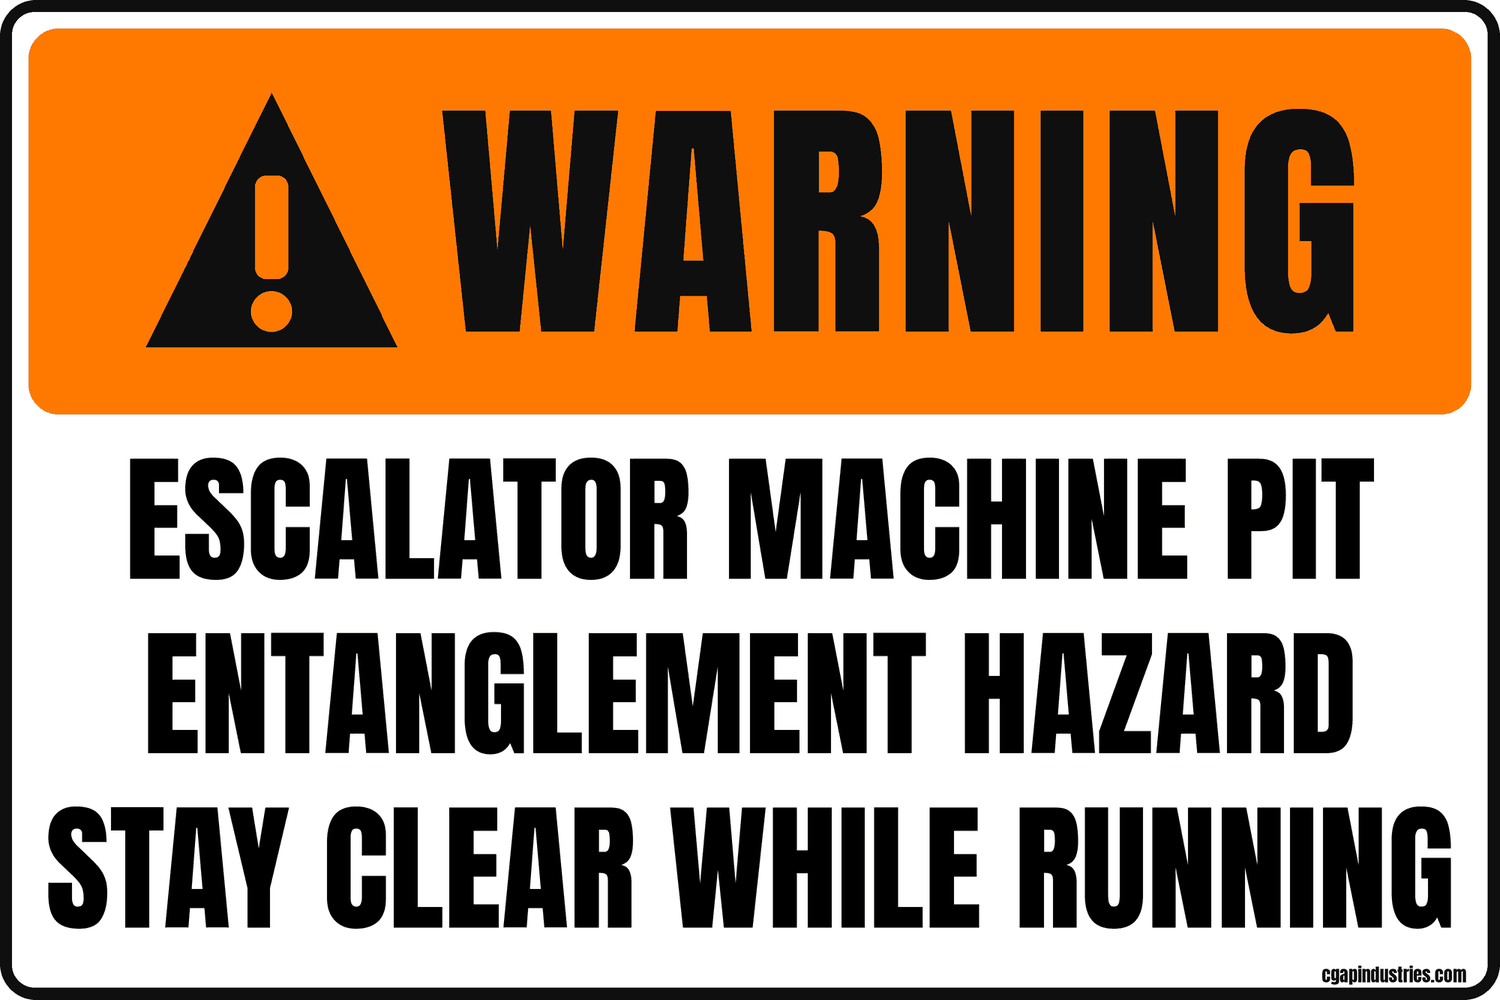 WARNING
ESCALATOR MACHINE PIT
ENTANGLEMENT HAZARD
STAY CLEAR WHILE RUNNING
cgapindustries.com